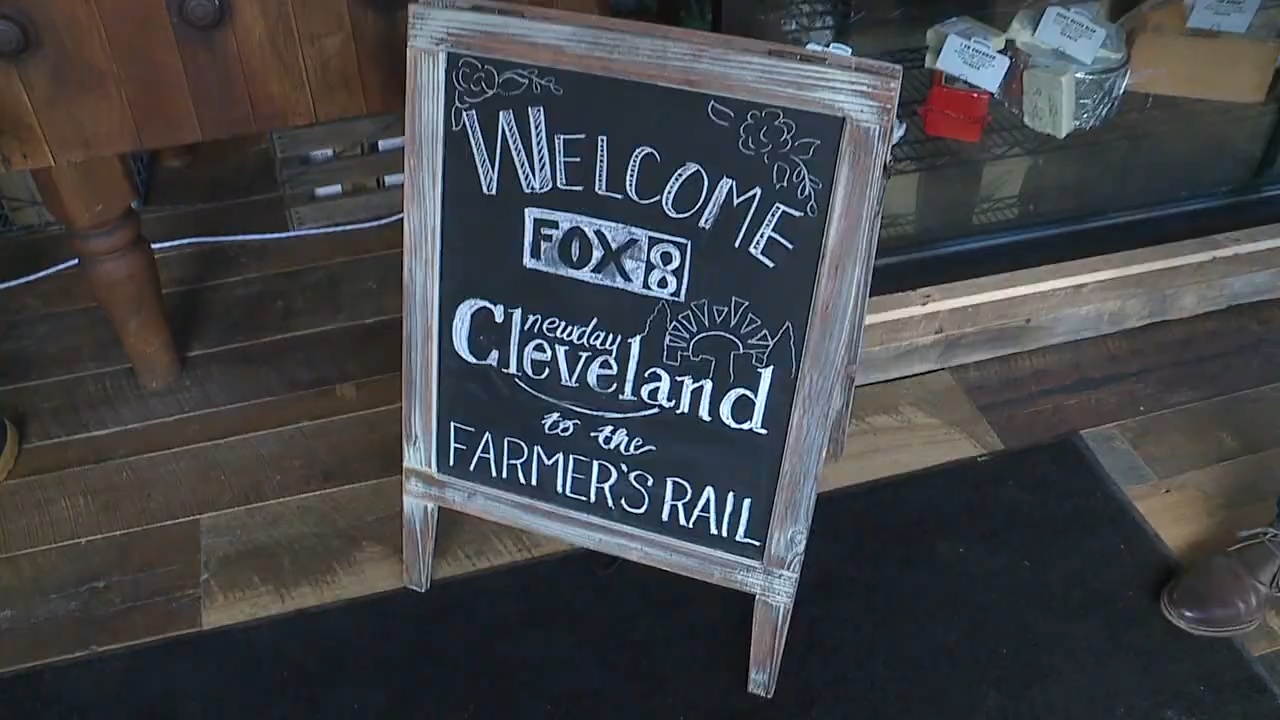 WELCOME
FOX 8
newday
Cleveland
to the
FARMER'S RAIL